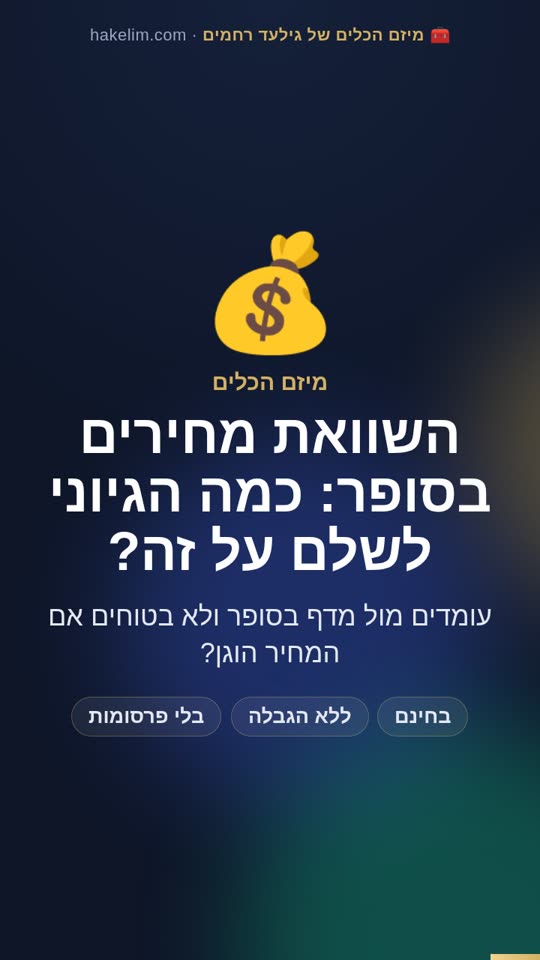 🧰 מיזם הכלים של גילעד רחמים · hakelim.com
מיזם הכלים
השוואת מחירים
בסופר: כמה הגיוני
לשלם על זה?
עומדים מול מדף בסופר ולא בטוחים אם
המחיר הוגן?
בחינם
ללא הגבלה
בלי פרסומות